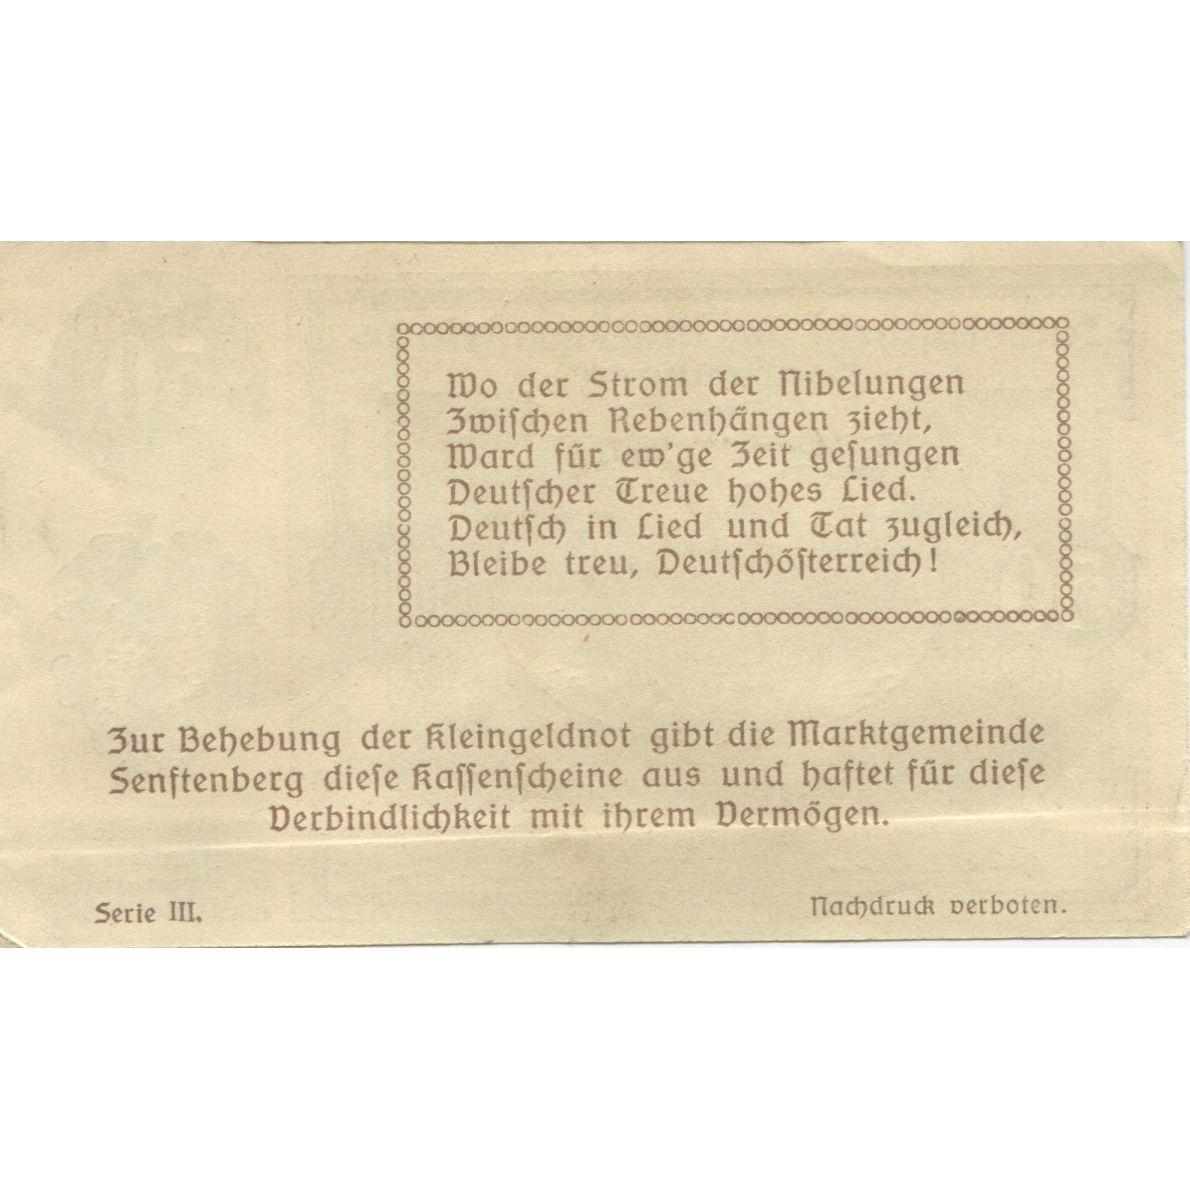 Wo der Strom der Nibelungen
Zwiſchen Rebenhängen zieht,
Ward für ew'ge Zeit geſungen
Deutſcher Treue hohes Lied.
Deutſch in Lied und Tat zugleich,
Bleibe treu, Deutſchöſterreich!
Zur Behebung der Kleingeldnot gibt die Marktgemeinde
Senftenberg dieſe Kaſſenſcheine aus und haftet für dieſe
Verbindlichkeit mit ihrem Vermögen.
Serie III.
Nachdruck verboten.